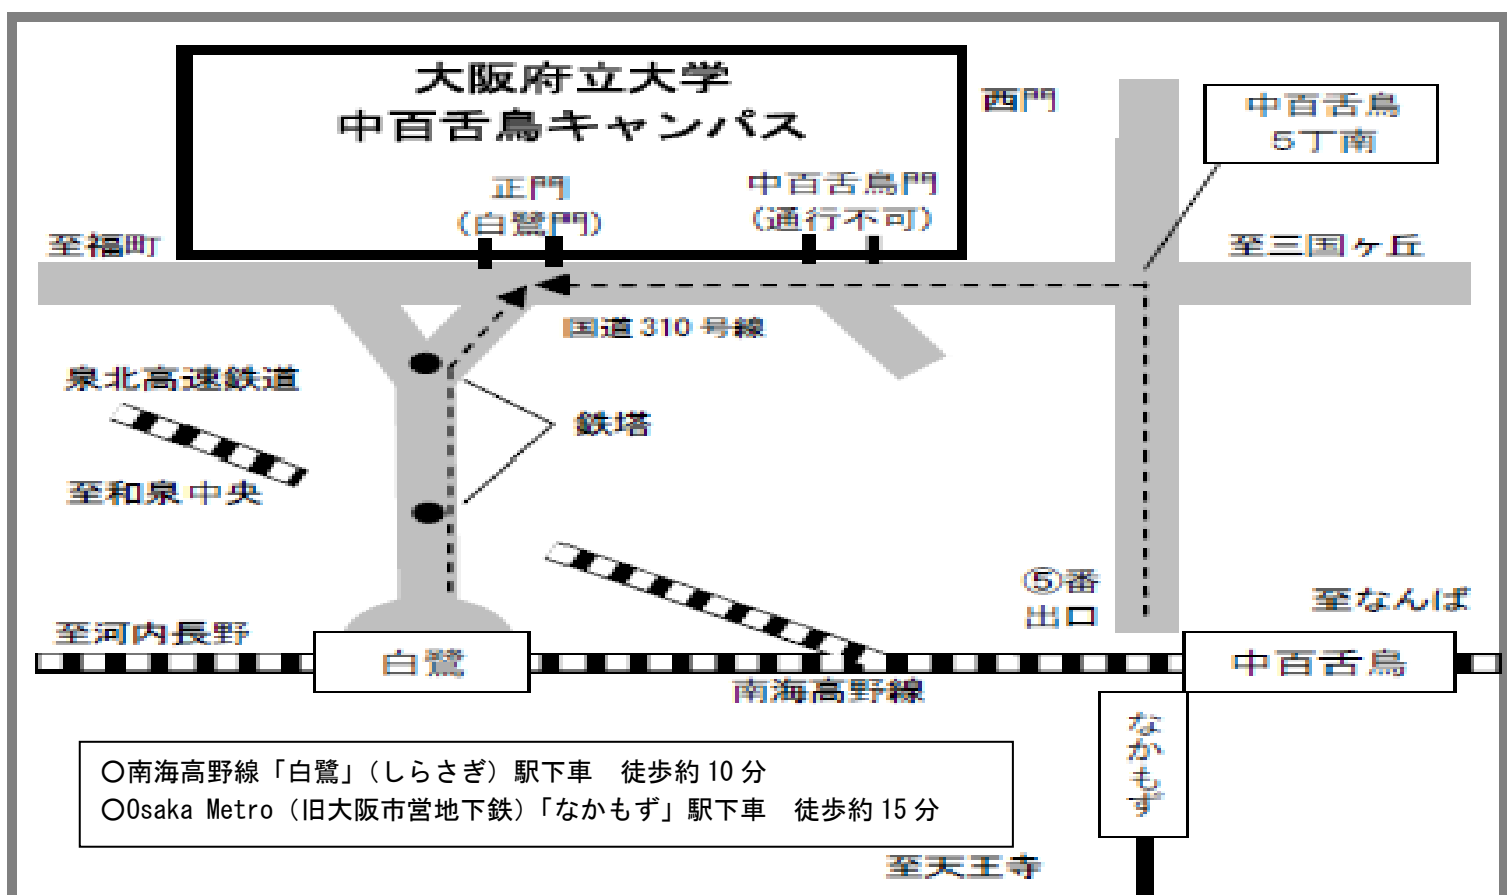 大阪府立大学
中百舌鳥キャンパス
西門
中百舌鳥
5丁南
正門
(白鷺門)
中百舌鳥門
(通行不可)
至福町
至三国ヶ丘
国道310号線
泉北高速鉄道
鉄塔
至和泉中央
⑤番
出口
至なんば
至河内長野
白鷺
中百舌鳥
南海高野線
なかもず
○南海高野線「白鷺」(しらさぎ)駅下車　徒歩約10分
○Osaka Metro(旧大阪市営地下鉄)「なかもず」駅下車　徒歩約15分
至天王寺